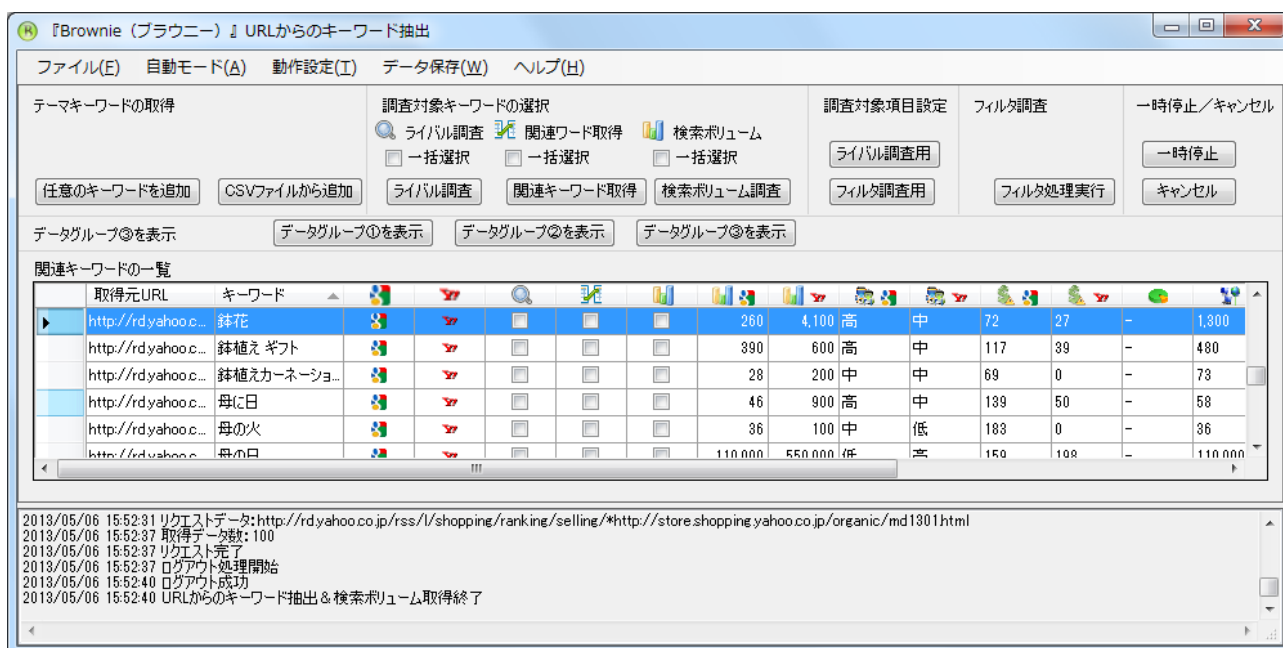 『Brownie（ブラウニー）』URLからのキーワード抽出
ファイル(F) 自動モード(A) 動作設定(T) データ保存(W) ヘルプ(H)
テーマキーワードの取得 調査対象キーワードの選択 調査対象項目設定 フィルタ調査 一時停止／キャンセル
ライバル調査 関連ワード取得 検索ボリューム
一括選択 一括選択 一括選択 ライバル調査用 一時停止
任意のキーワードを追加 CSVファイルから追加 ライバル調査 関連キーワード取得 検索ボリューム調査 フィルタ調査用 フィルタ処理実行 キャンセル
データグループ③を表示 データグループ①を表示 データグループ②を表示 データグループ③を表示
関連キーワードの一覧
取得元URL キーワード
http://rd.yahoo.c... 鉢花 260 4,100 高 中 72 27 - 1,300
http://rd.yahoo.c... 鉢植え ギフト 390 600 高 中 117 39 - 480
http://rd.yahoo.c... 鉢植えカーネーショ... 28 200 中 中 69 0 - 73
http://rd.yahoo.c... 母に日 46 900 高 中 139 50 - 58
http://rd.yahoo.c... 母の火 36 100 中 低 183 0 - 36
http://rd.yahoo.c... 母の日 110,000 550,000 低 高 159 198 - 110,000
2013/05/06 15:52:31 リクエストデータ:http://rd.yahoo.co.jp/rss/l/shopping/ranking/selling/*http://store.shopping.yahoo.co.jp/organic/md1301.html
2013/05/06 15:52:37 取得データ数: 100
2013/05/06 15:52:37 リクエスト完了
2013/05/06 15:52:37 ログアウト処理開始
2013/05/06 15:52:40 ログアウト成功
2013/05/06 15:52:40 URLからのキーワード抽出＆検索ボリューム取得終了